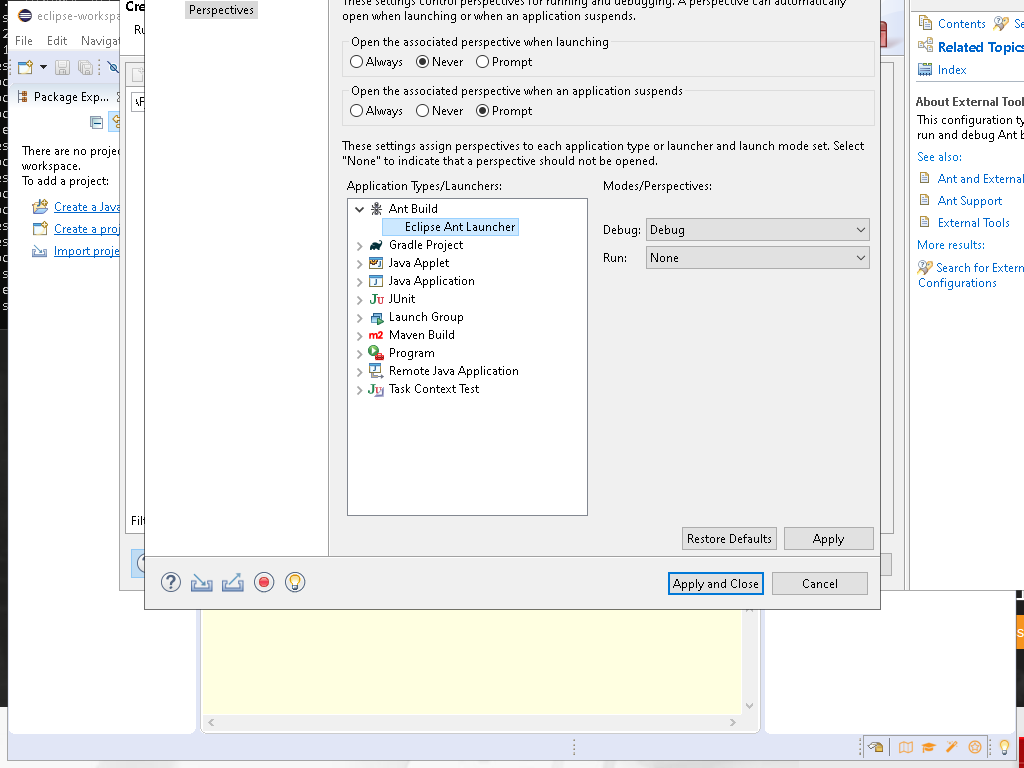 eclipse-workspa
File Edit Navigat
Package Exp...
There are no proje
workspace.
To add a project:
Create a Java
Create a proj
Import proje
Cre
Ru
Filt
Perspectives
These settings control perspectives for running and debugging. A perspective can automatically
open when launching or when an application suspends.
Open the associated perspective when launching
Always Never Prompt
Open the associated perspective when an application suspends
Always Never Prompt
These settings assign perspectives to each application type or launcher and launch mode set. Select
"None" to indicate that a perspective should not be opened.
Application Types/Launchers:
Modes/Perspectives:
Ant Build
Eclipse Ant Launcher
Gradle Project
Java Applet
Java Application
JUnit
Launch Group
Maven Build
Program
Remote Java Application
Task Context Test
Debug: Debug
Run: None
Restore Defaults Apply
Apply and Close Cancel
Contents Se
Related Topics
Index
About External Tool
This configuration ty
run and debug Ant b
See also:
Ant and External
Ant Support
External Tools
More results:
Search for Extern
Configurations